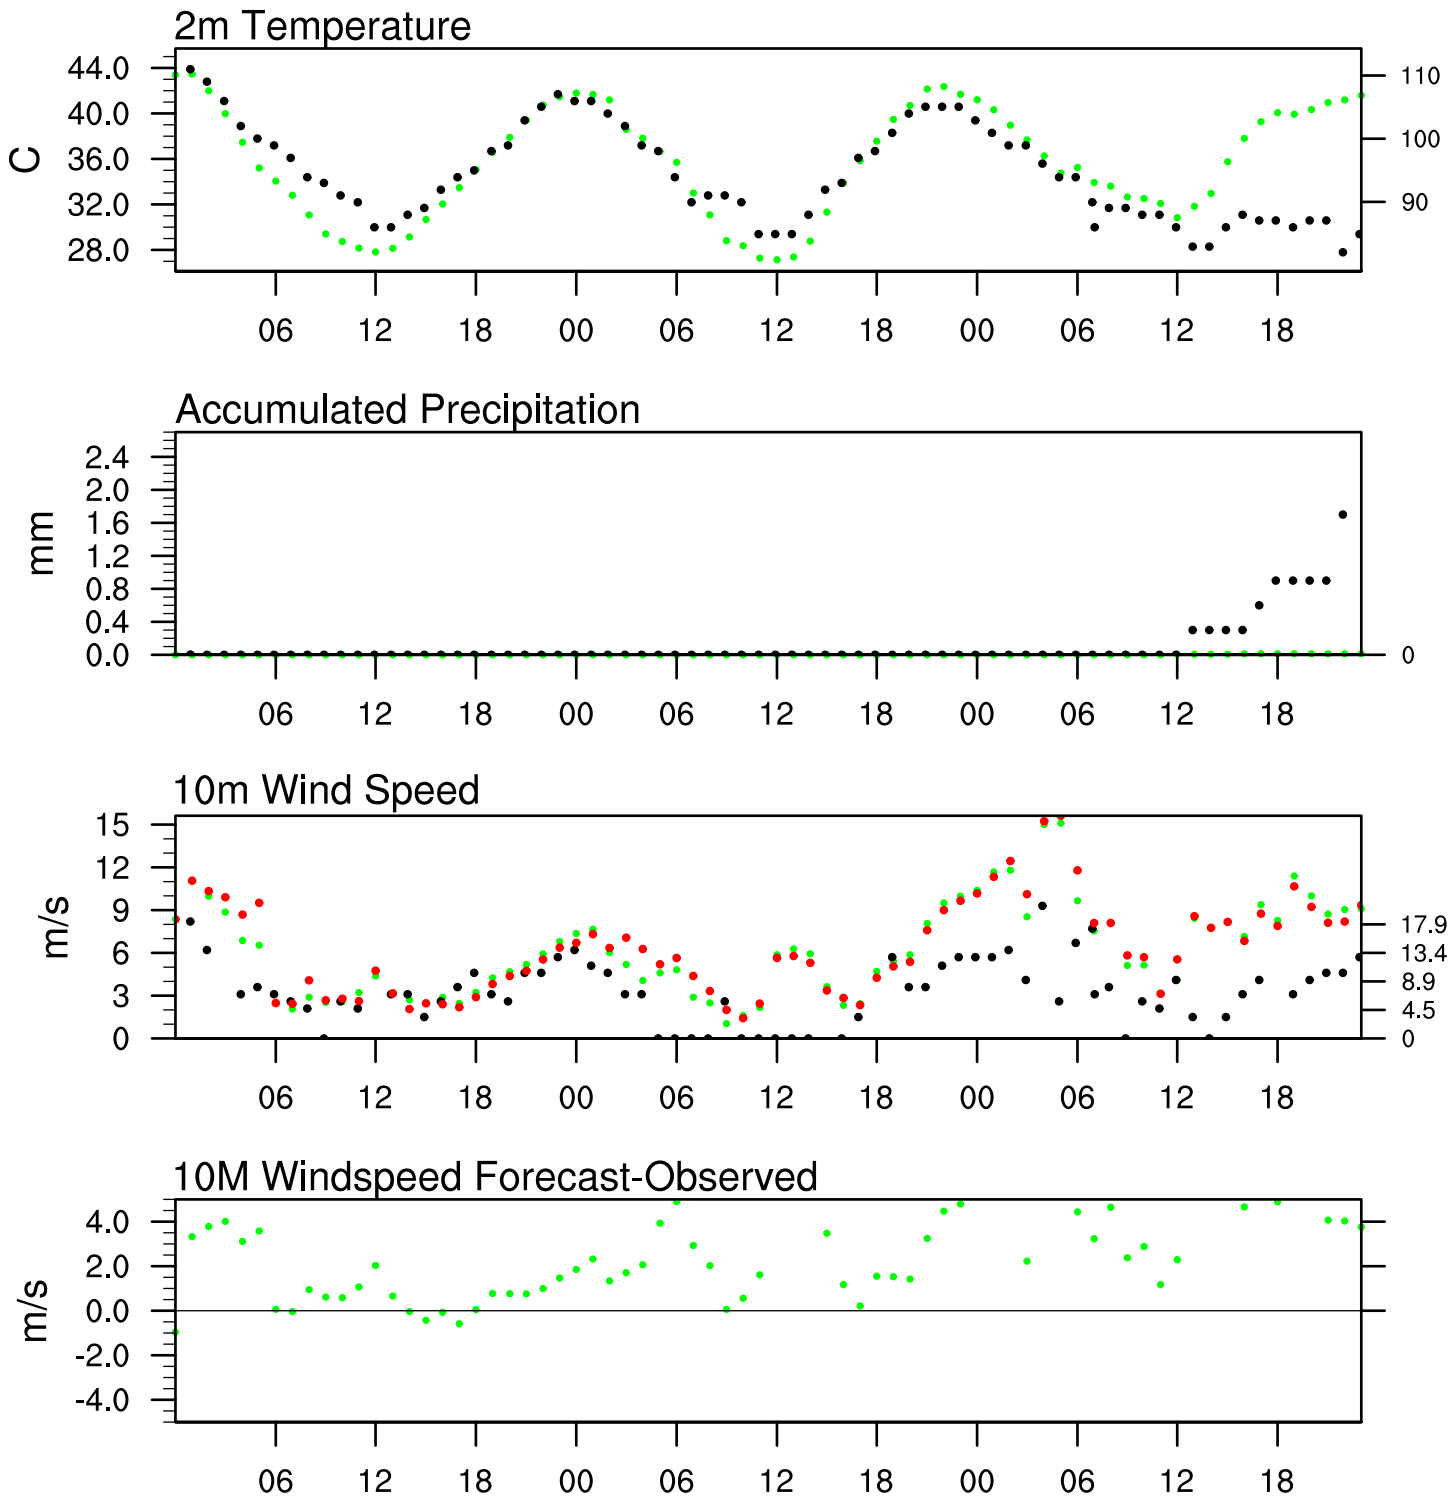 2m Temperature
C
44.0
40.0
36.0
32.0
28.0
110
100
90
06 12 18 00 06 12 18 00 06 12 18
Accumulated Precipitation
mm
2.4
2.0
1.6
1.2
0.8
0.4
0.0
0
06 12 18 00 06 12 18 00 06 12 18
10m Wind Speed
m/s
15
12
9
6
3
0
17.9
13.4
8.9
4.5
0
06 12 18 00 06 12 18 00 06 12 18
10M Windspeed Forecast-Observed
m/s
4.0
2.0
0.0
-2.0
-4.0
06 12 18 00 06 12 18 00 06 12 18